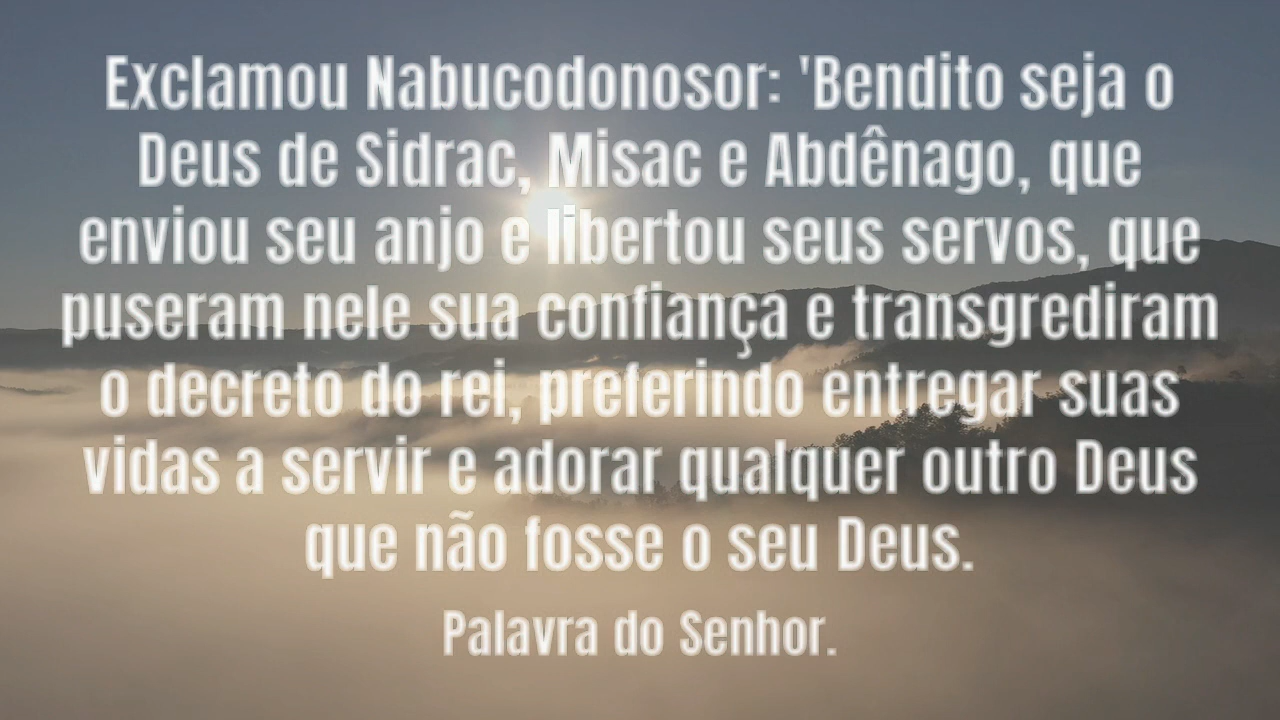 Exclamou Nabucodonosor: 'Bendito seja o
Deus de Sidrac, Misac e Abdênago, que
enviou seu anjo e libertou seus servos, que
puseram nele sua confiança e transgrediram
o decreto do rei, preferindo entregar suas
vidas a servir e adorar qualquer outro Deus
que não fosse o seu Deus.
Palavra do Senhor.